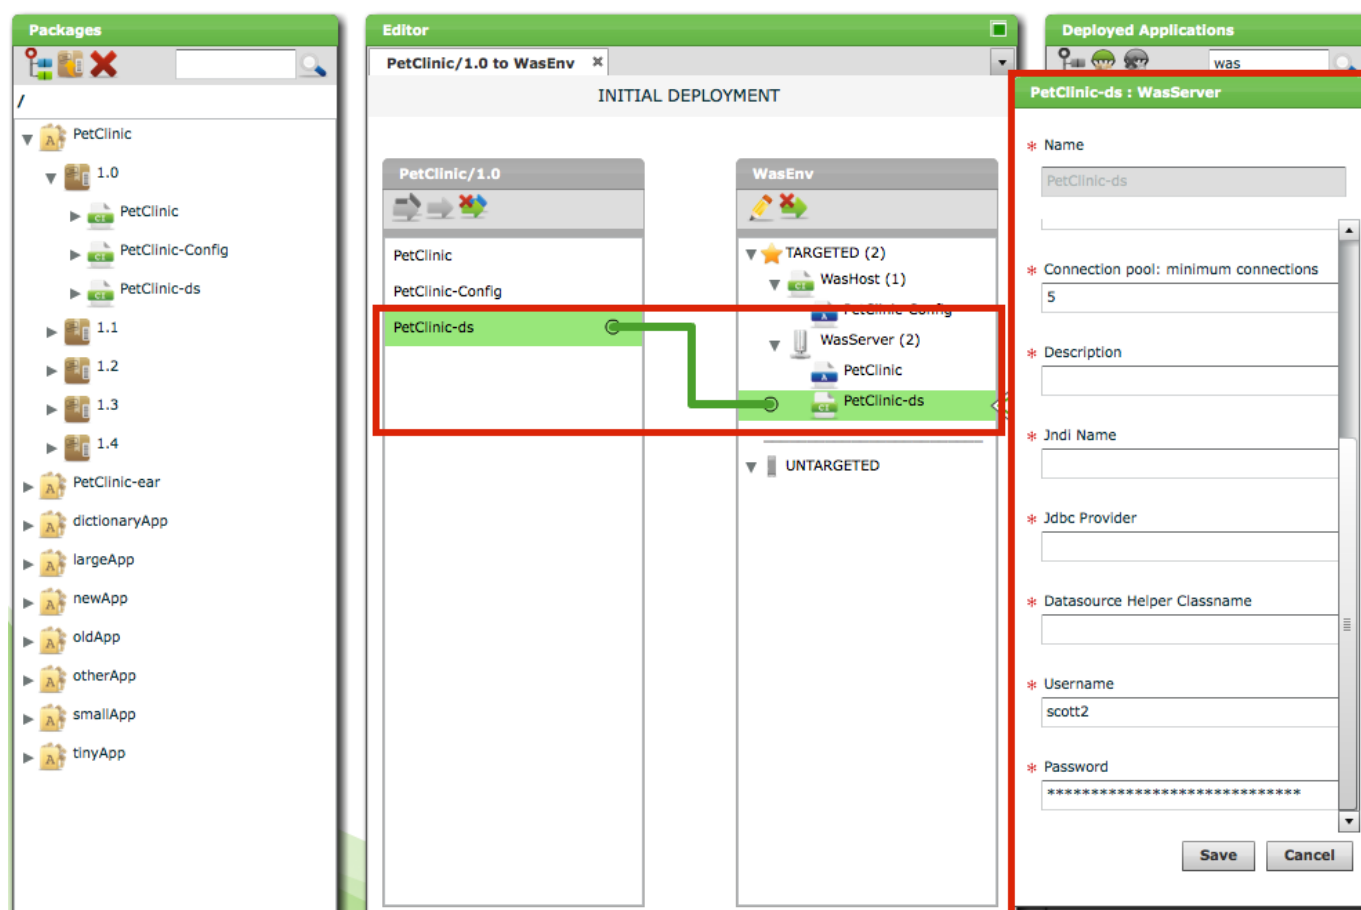 Packages
/
PetClinic
1.0
PetClinic
PetClinic-Config
PetClinic-ds
1.1
1.2
1.3
1.4
PetClinic-ear
dictionaryApp
largeApp
newApp
oldApp
otherApp
smallApp
tinyApp
Editor
PetClinic/1.0 to WasEnv
INITIAL DEPLOYMENT
PetClinic/1.0
PetClinic
PetClinic-Config
PetClinic-ds
WasEnv
TARGETED (2)
WasHost (1)
PetClinic-Config
WasServer (2)
PetClinic
PetClinic-ds
UNTARGETED
Deployed Applications
was
PetClinic-ds : WasServer
* Name
PetClinic-ds
* Connection pool: minimum connections
5
* Description
* Jndi Name
* Jdbc Provider
* Datasource Helper Classname
* Username
scott2
* Password
*****************************
Save Cancel